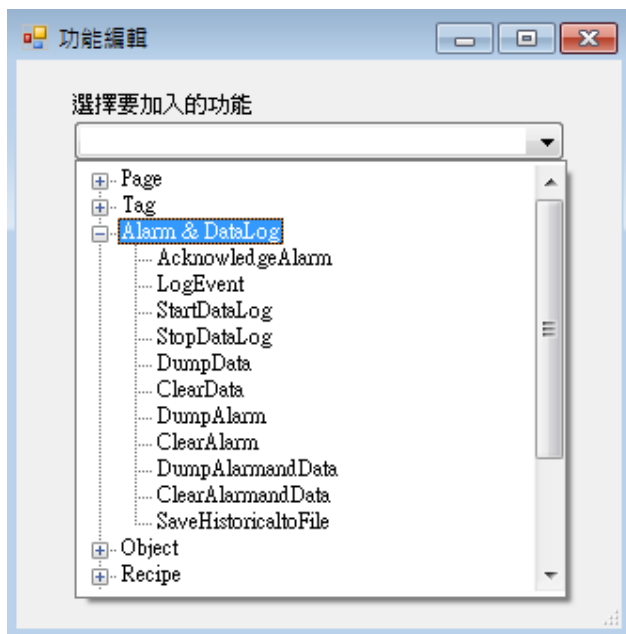 功能編輯
選擇要加入的功能
Page
Tag
Alarm & DataLog
AcknowledgeAlarm
LogEvent
StartDataLog
StopDataLog
DumpData
ClearData
DumpAlarm
ClearAlarm
DumpAlarmandData
ClearAlarmandData
SaveHistoricaltoFile
Object
Recipe